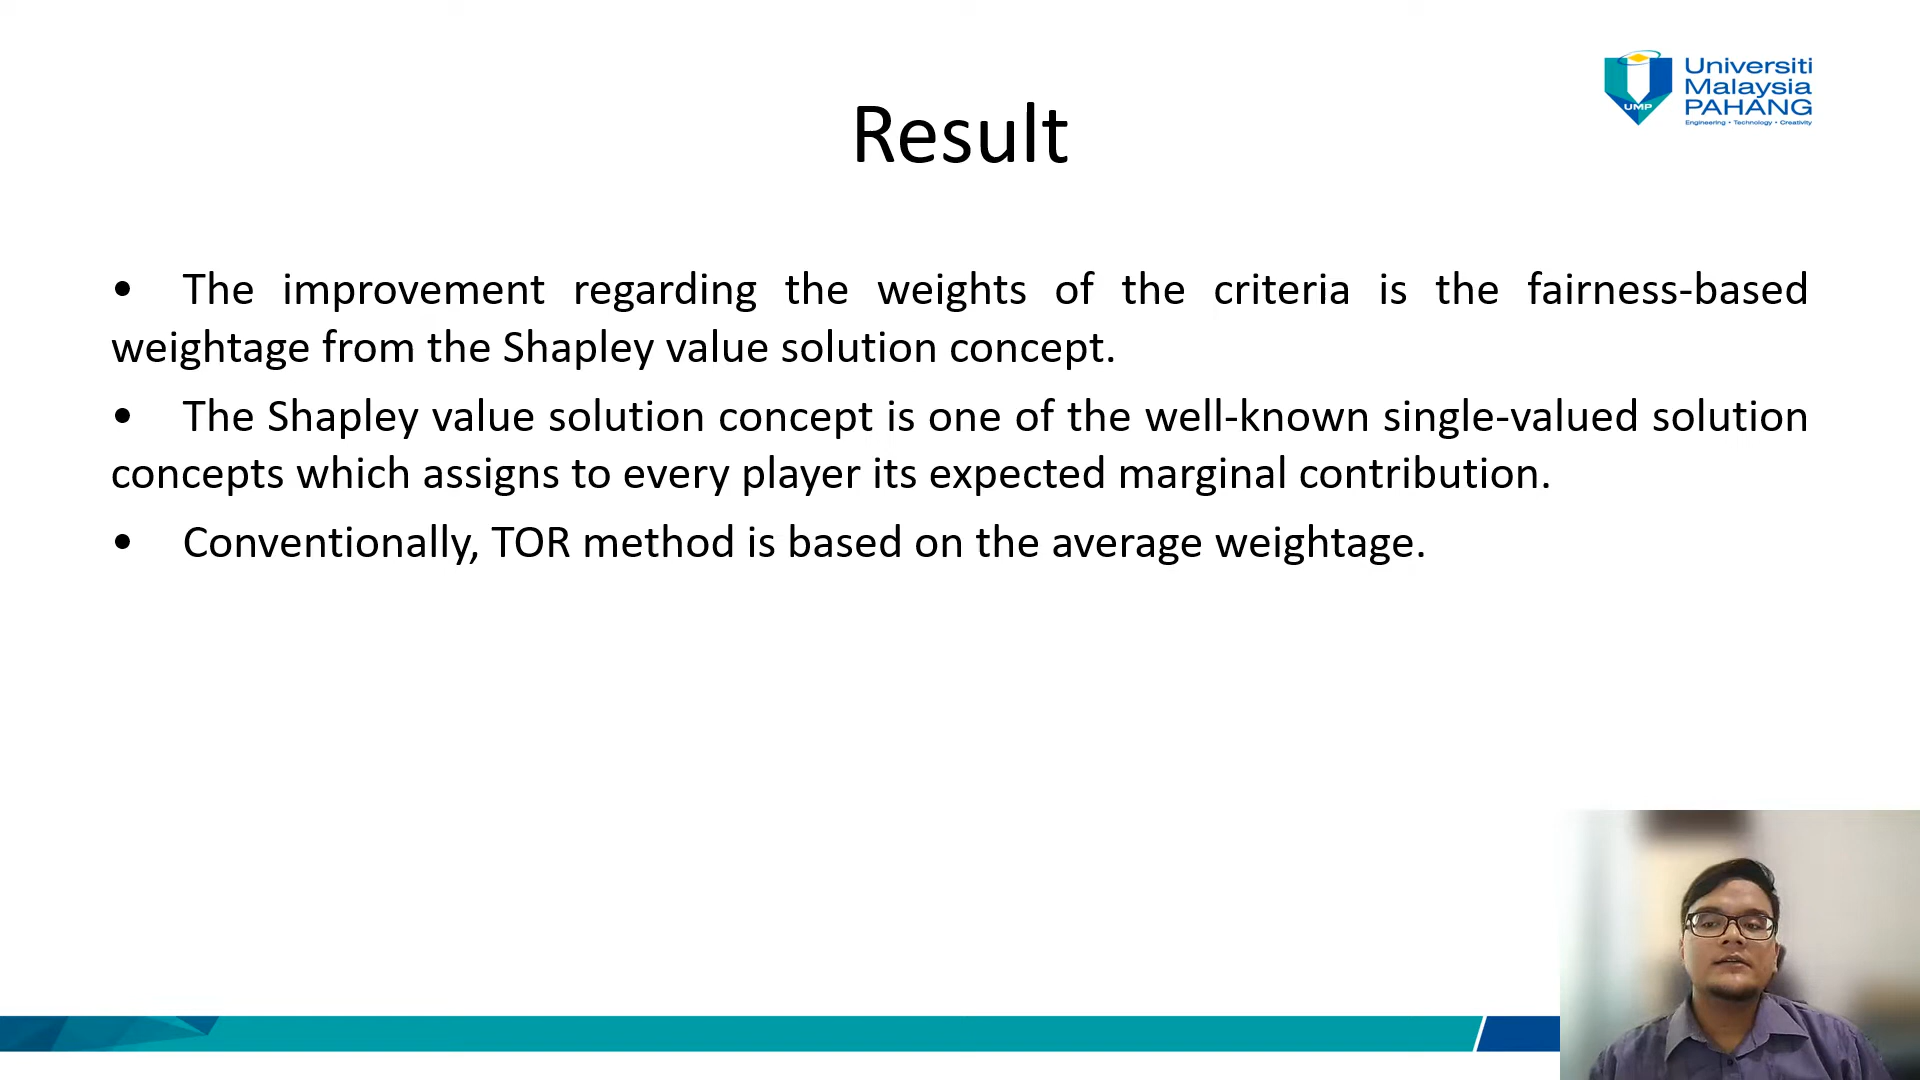 Universiti
Malaysia
PAHANG
Engineering • Technology • Creativity
UMP
Result
• The improvement regarding the weights of the criteria is the fairness-based
weightage from the Shapley value solution concept.
• The Shapley value solution concept is one of the well-known single-valued solution
concepts which assigns to every player its expected marginal contribution.
• Conventionally, TOR method is based on the average weightage.